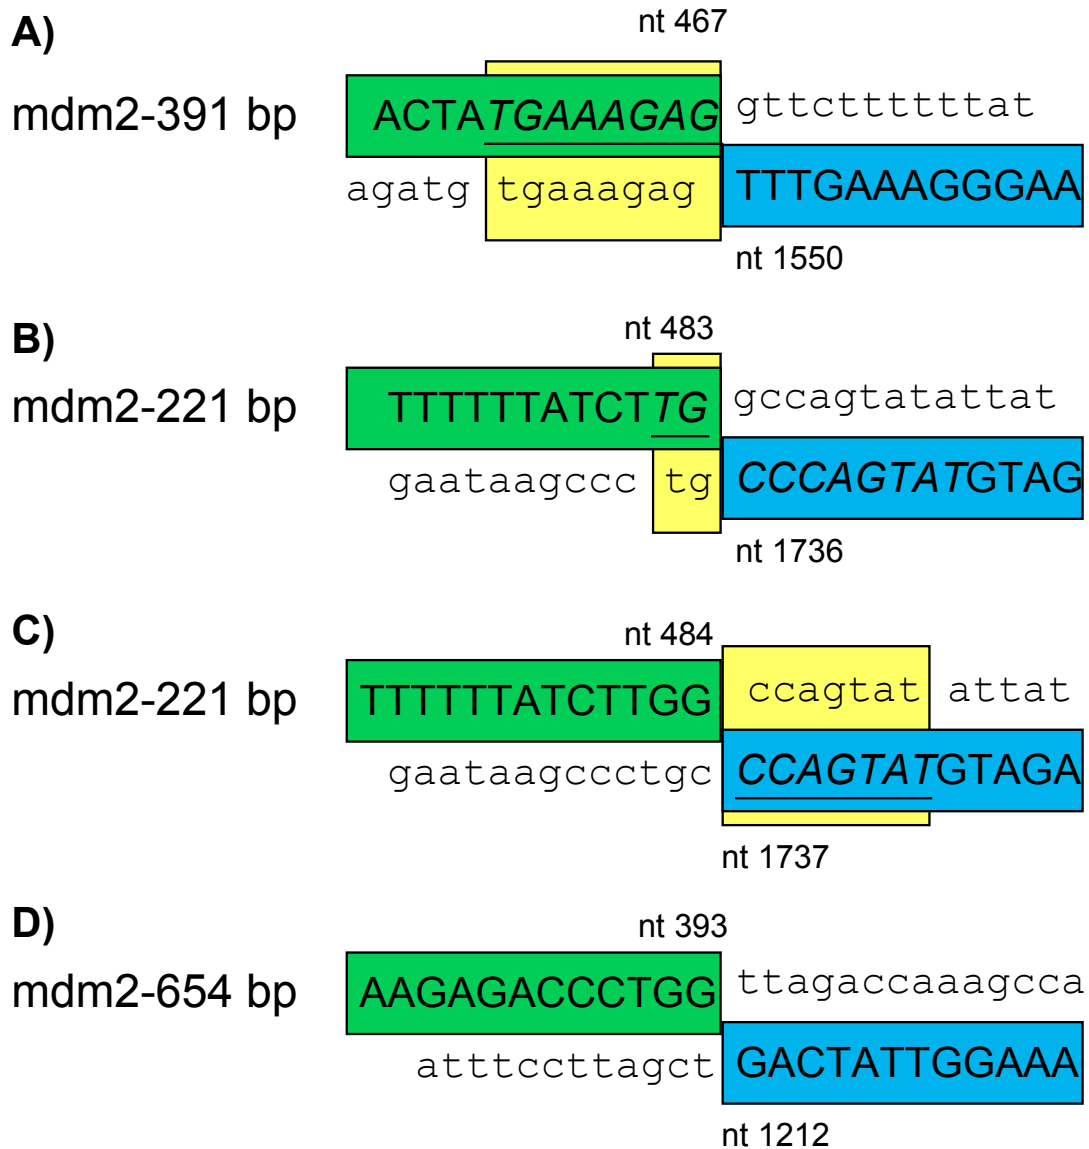 A)
nt 467
mdm2-391 bp
ACTATGAAAGAG gttcttttttat
agatg tgaaagag TTTGAAAGGGAA
nt 1550
B)
nt 483
mdm2-221 bp
TTTTTTATCTTG gccagtatattat
gaataagccc tg CCCAGTATGTAG
nt 1736
C)
nt 484
mdm2-221 bp
TTTTTTATCTTGG ccagtat attat
gaataagccctgc CCAGTATGTAGA
nt 1737
D)
nt 393
mdm2-654 bp
AAGAGACCCTGG ttagaccaaagcca
atttccttagct GACTATTGGAAA
nt 1212